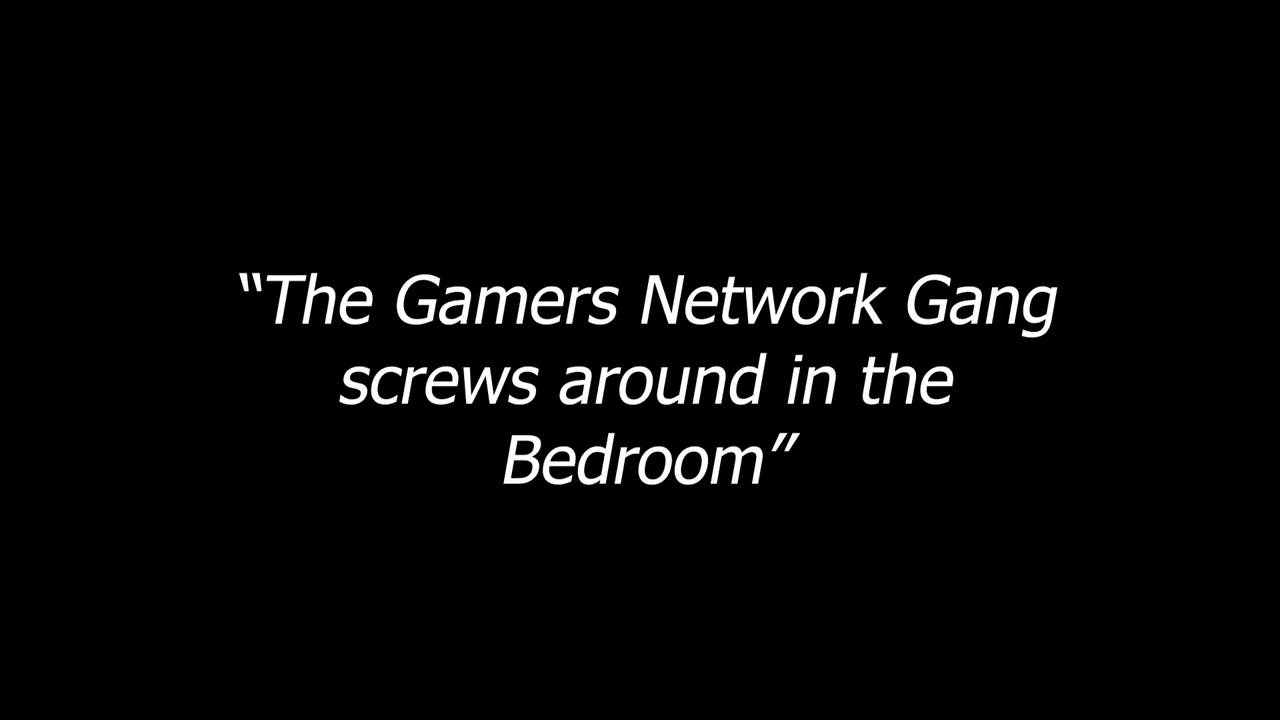 “The Gamers Network Gang
screws around in the
Bedroom”